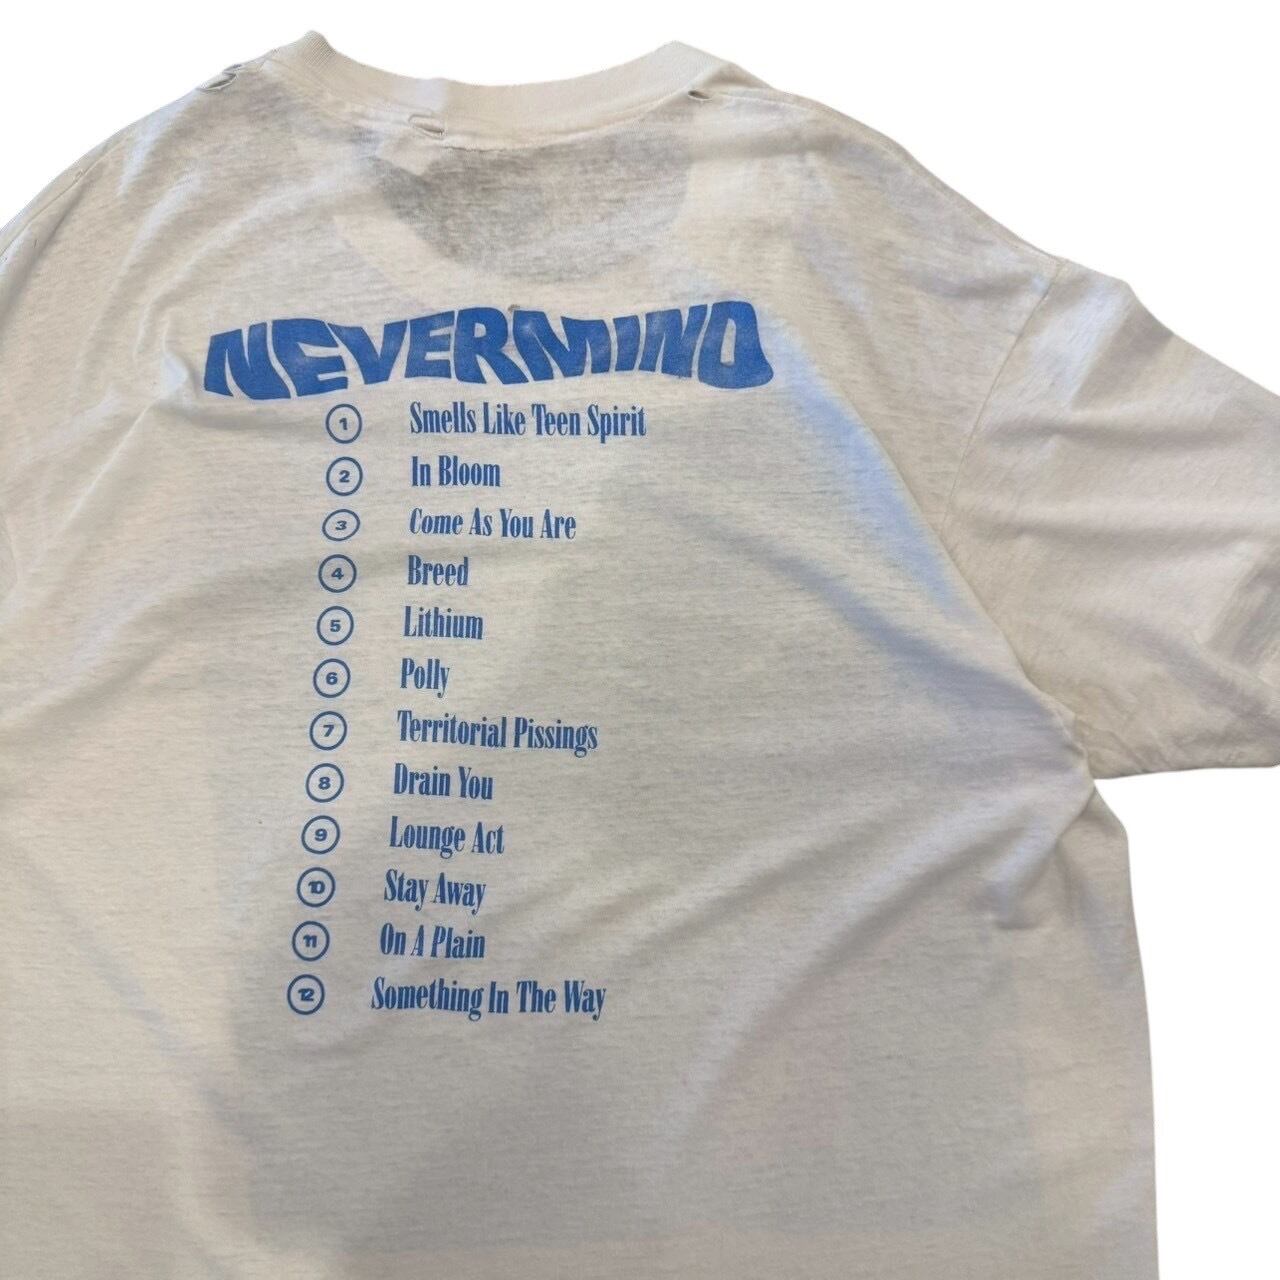 NEVERMIND
1 Smells Like Teen Spirit
2 In Bloom
3 Come As You Are
4 Breed
5 Lithium
6 Polly
7 Territorial Pissings
8 Drain You
9 Lounge Act
10 Stay Away
11 On A Plain
12 Something In The Way